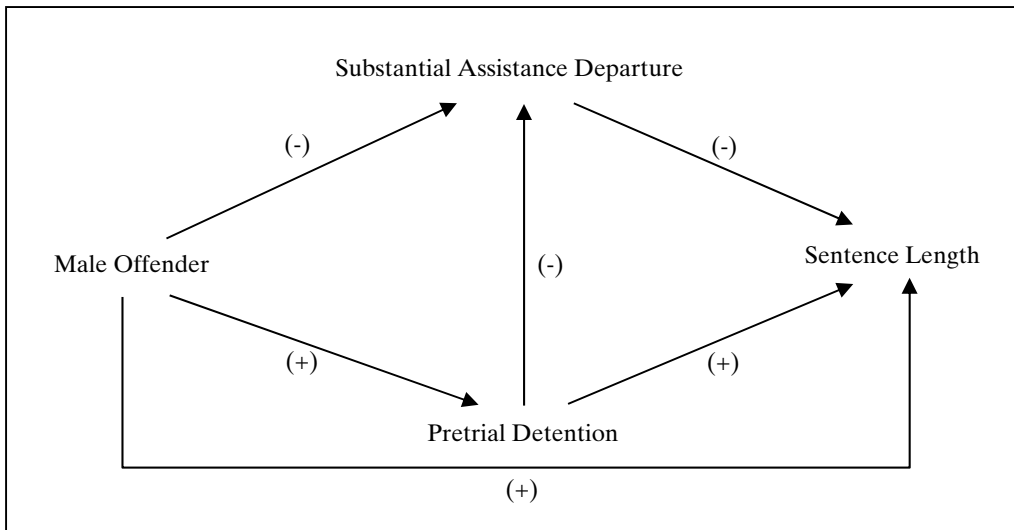 Substantial Assistance Departure
(-)
(-)
Male Offender
(-)
Sentence Length
(+)
(+)
Pretrial Detention
(+)